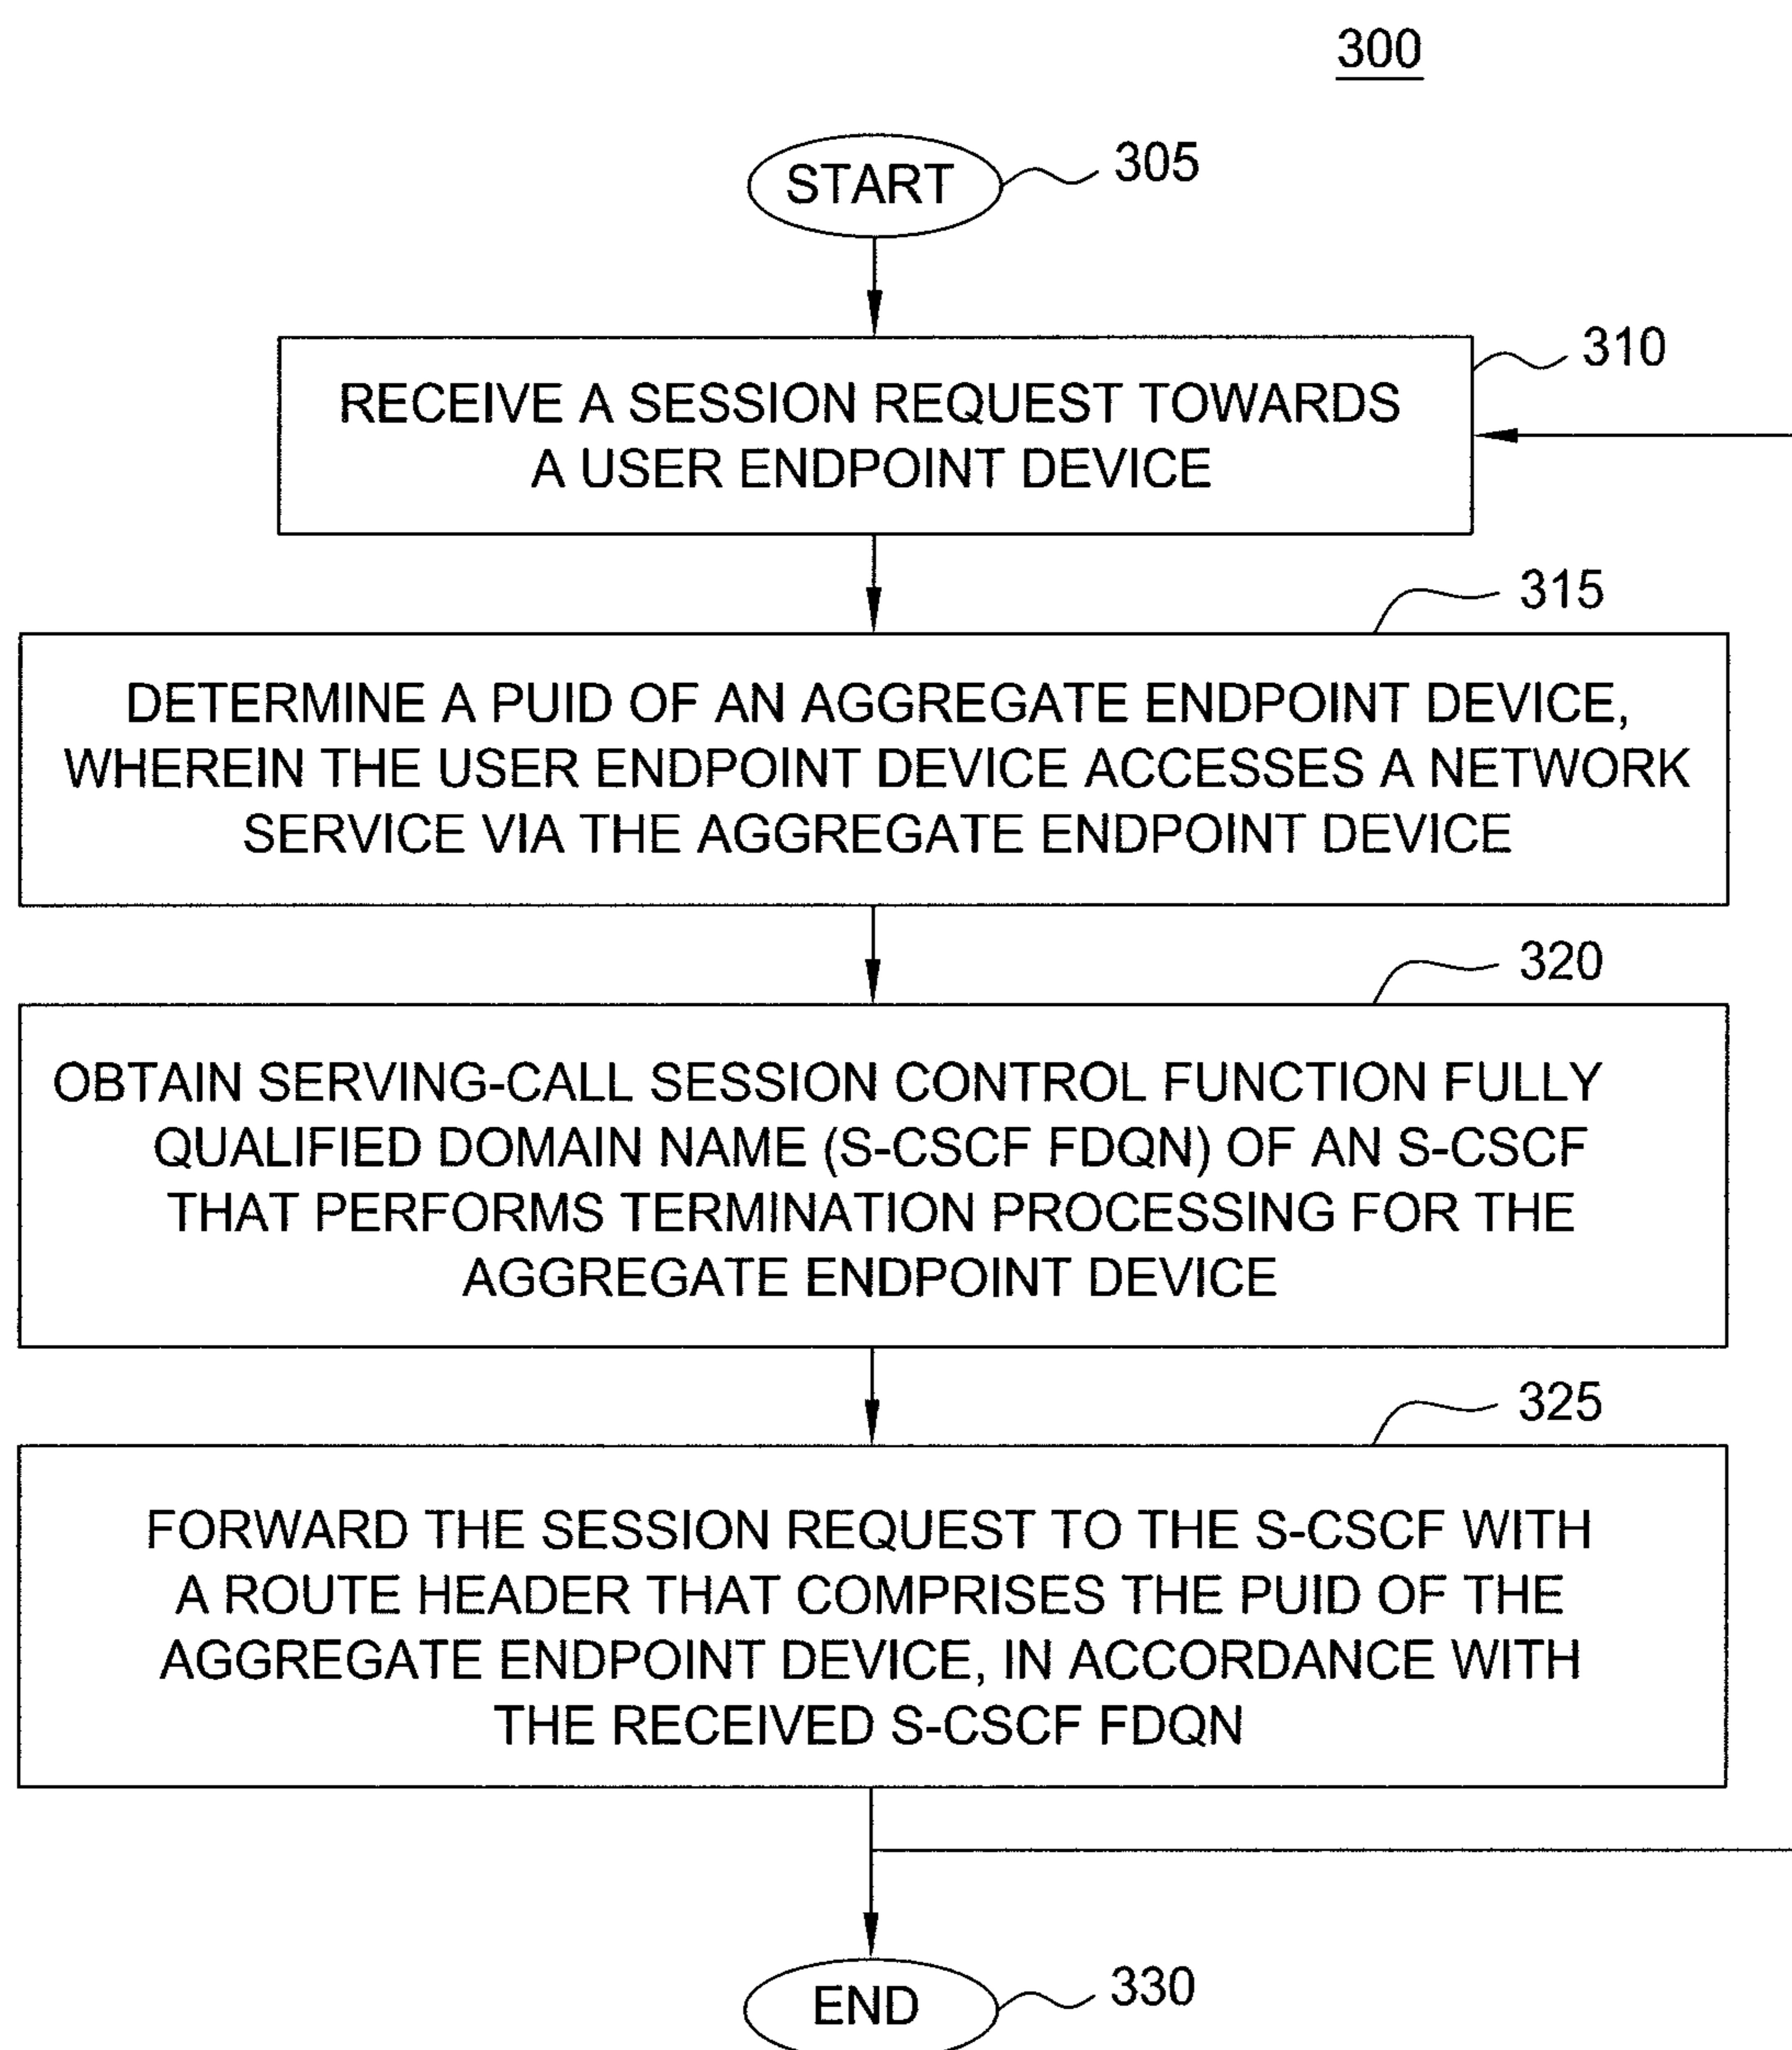 300
START
305
310
RECEIVE A SESSION REQUEST TOWARDS
A USER ENDPOINT DEVICE
315
DETERMINE A PUID OF AN AGGREGATE ENDPOINT DEVICE,
WHEREIN THE USER ENDPOINT DEVICE ACCESSES A NETWORK
SERVICE VIA THE AGGREGATE ENDPOINT DEVICE
320
OBTAIN SERVING-CALL SESSION CONTROL FUNCTION FULLY
QUALIFIED DOMAIN NAME (S-CSCF FDQN) OF AN S-CSCF
THAT PERFORMS TERMINATION PROCESSING FOR THE
AGGREGATE ENDPOINT DEVICE
325
FORWARD THE SESSION REQUEST TO THE S-CSCF WITH
A ROUTE HEADER THAT COMPRISES THE PUID OF THE
AGGREGATE ENDPOINT DEVICE, IN ACCORDANCE WITH
THE RECEIVED S-CSCF FDQN
END
330